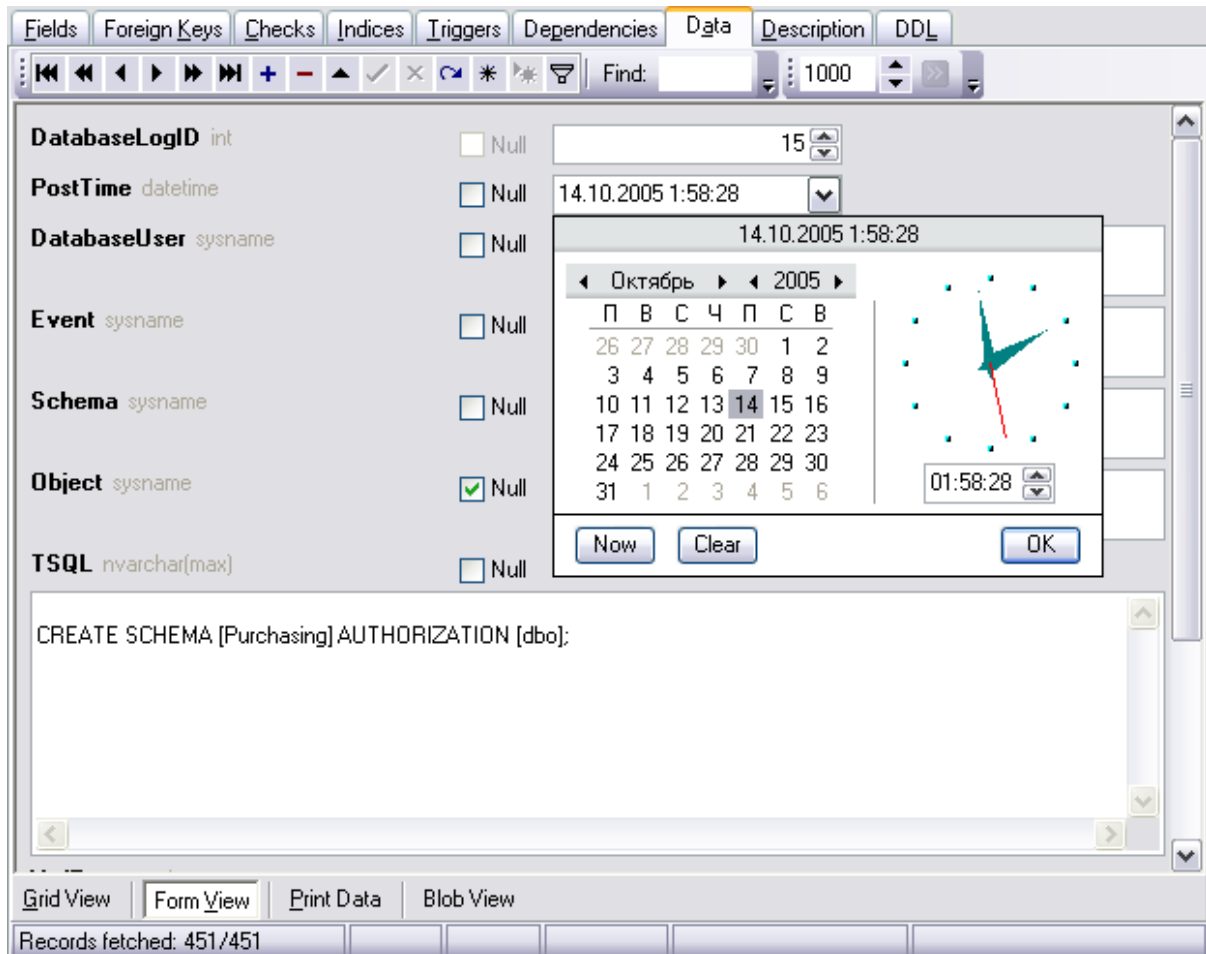 Fields Foreign Keys Checks Indices Triggers Dependencies Data Description DDL
Find: 1000
DatabaseLogID int Null 15
PostTime datetime Null 14.10.2005 1:58:28
14.10.2005 1:58:28
DatabaseUser sysname Null
Октябрь 2005
П В С Ч П С В
26 27 28 29 30 1 2
3 4 5 6 7 8 9
10 11 12 13 14 15 16
17 18 19 20 21 22 23
24 25 26 27 28 29 30
31 1 2 3 4 5 6
01:58:28
Now Clear OK
Event sysname Null
Schema sysname Null
Object sysname Null
TSQL nvarchar(max) Null
CREATE SCHEMA [Purchasing] AUTHORIZATION [dbo];
Grid View Form View Print Data Blob View
Records fetched: 451/451